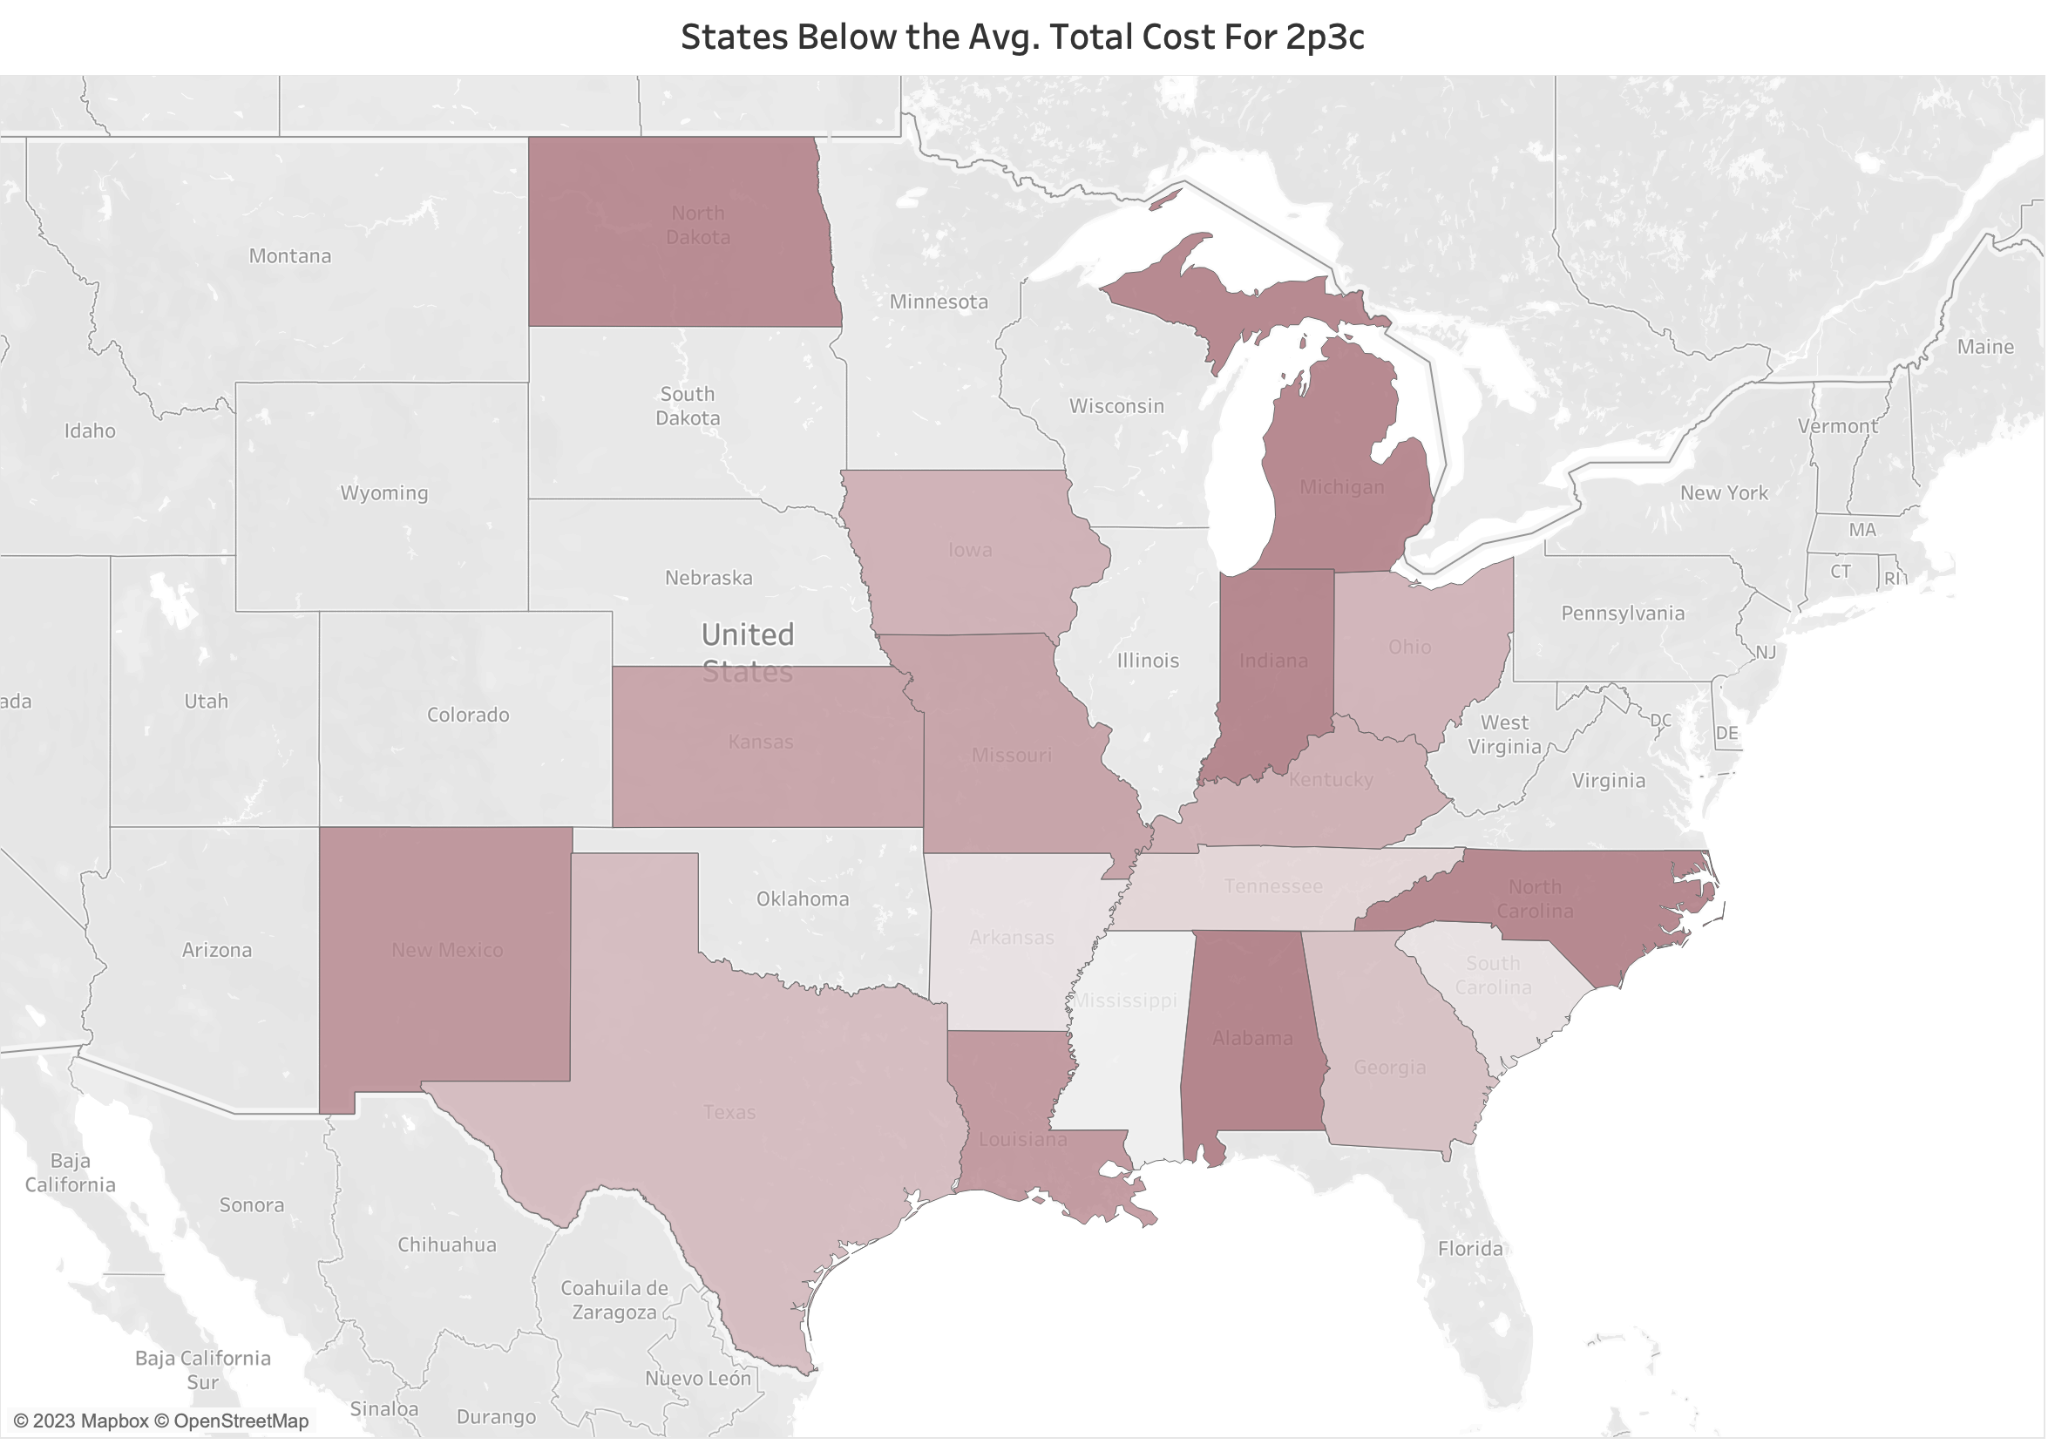 States Below the Avg. Total Cost For 2p3c
North
Dakota
Montana
Minnesota
Maine
South
Dakota
Wisconsin
Idaho
Vermont
Wyoming
Michigan
New York
MA
Iowa
Nebraska
CT
RI
Pennsylvania
United
States
Illinois
Indiana
Ohio
NJ
ada
Utah
Colorado
Kansas
Missouri
West
Virginia
DC
DE
Kentucky
Virginia
Oklahoma
Tennessee
North
Carolina
Arizona
New Mexico
Arkansas
South
Carolina
Mississippi
Alabama
Georgia
Texas
Louisiana
Baja
California
Sonora
Chihuahua
Florida
Coahuila de
Zaragoza
Baja California
Sur
Nuevo León
Sinaloa
Durango
© 2023 Mapbox © OpenStreetMap